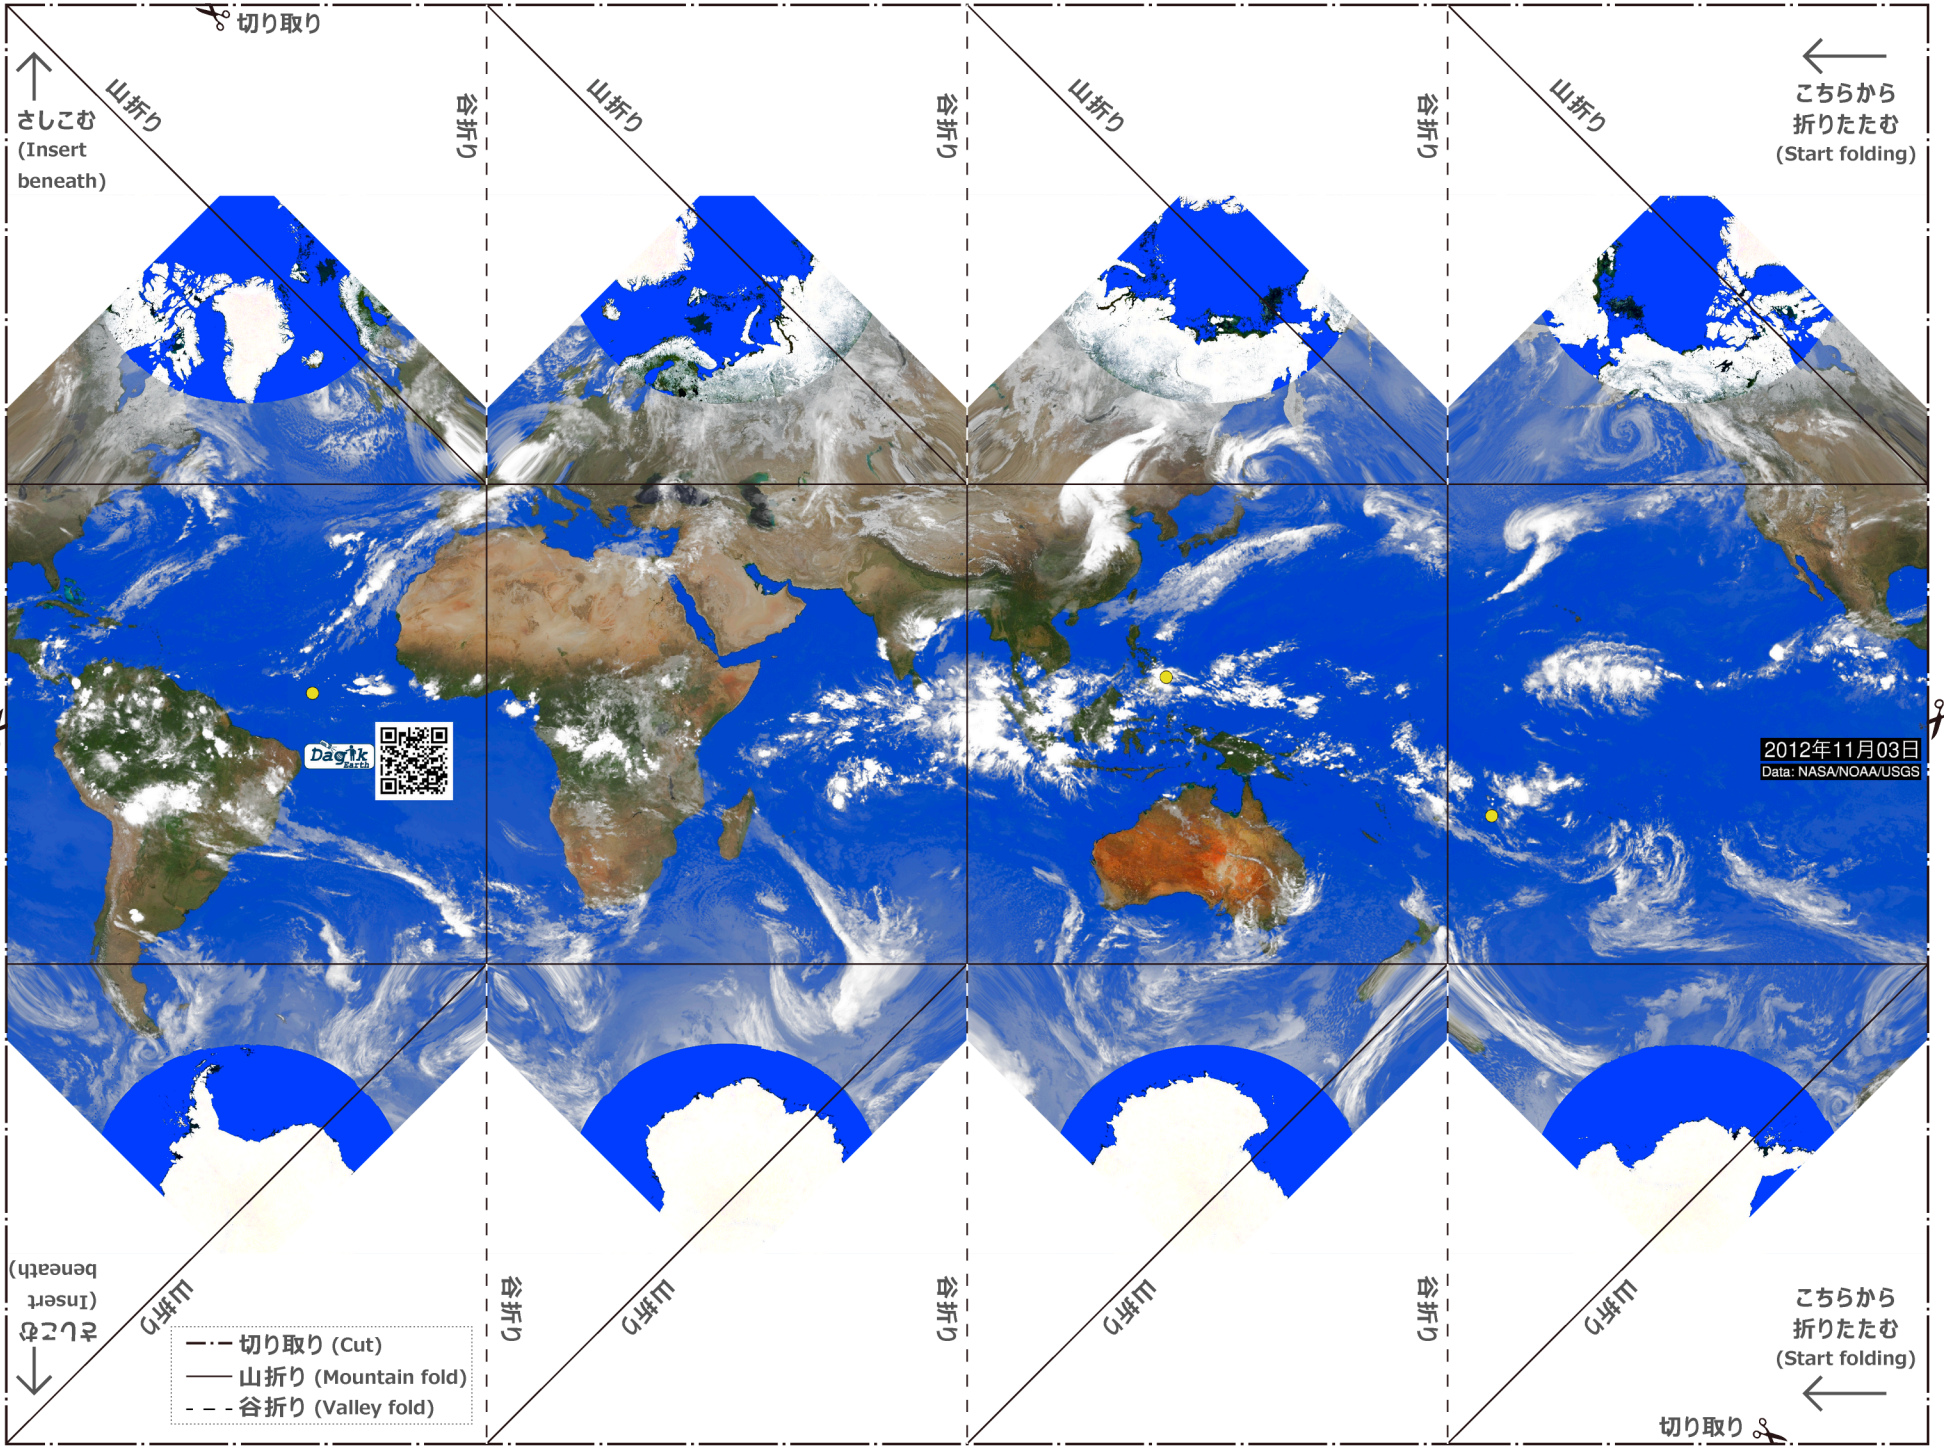 切り取り
山折り
谷折り
山折り
谷折り
山折り
谷折り
山折り
さしこむ
(Insert
beneath)
こちらから
折りたたむ
(Start folding)
Dagik
Earth
2012年11月03日
Data: NASA/NOAA/USGS
さしこむ
(Insert
beneath)
山折り
谷折り
山折り
谷折り
山折り
谷折り
山折り
切り取り (Cut)
山折り (Mountain fold)
谷折り (Valley fold)
こちらから
折りたたむ
(Start folding)
切り取り